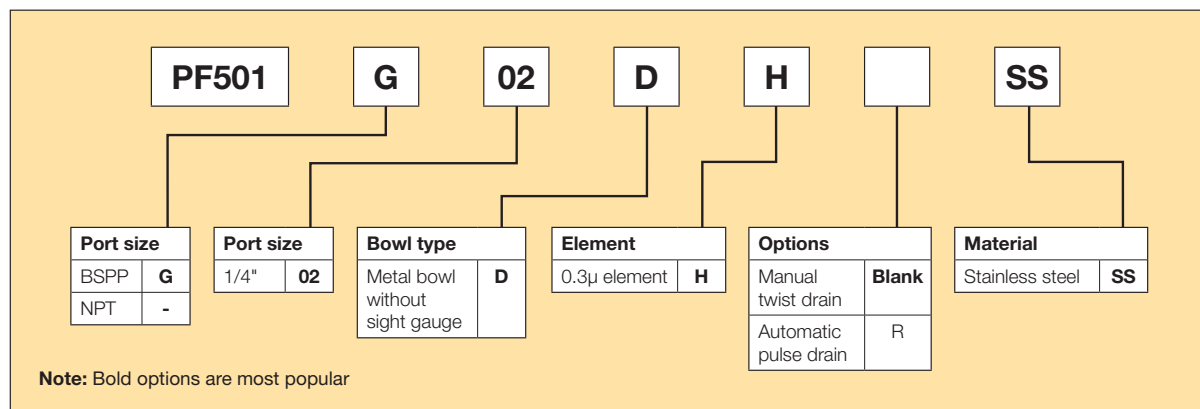 PF501 G 02 D H SS
Port size
BSPP G
NPT -
Port size
1/4" 02
Bowl type
Metal bowl D
without
sight gauge
Element
0.3µ element H
Options
Manual Blank
twist drain
Automatic R
pulse drain
Material
Stainless steel SS
Note: Bold options are most popular